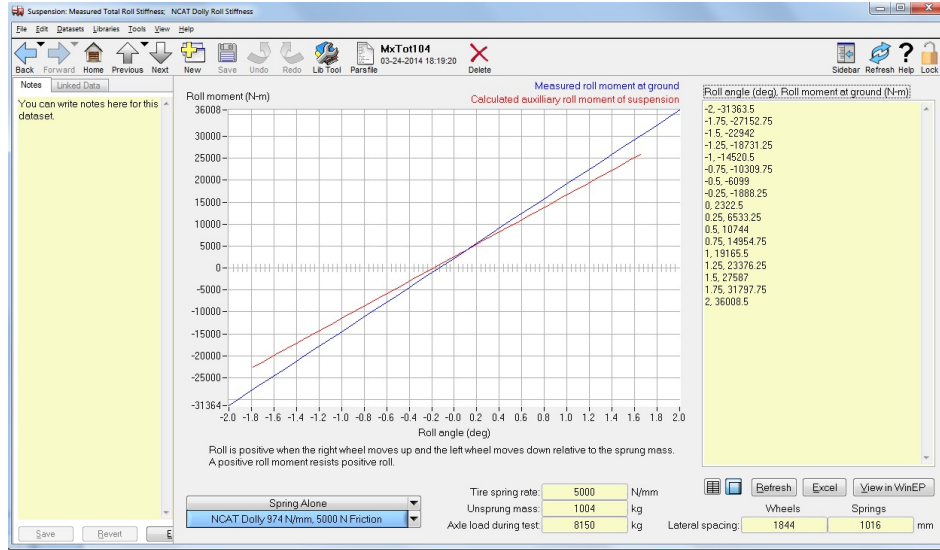 Suspension: Measured Total Roll Stiffness; NCAT Dolly Roll Stiffness
File Edit Datasets Libraries Tools View Help
Back Forward Home Previous Next New Save Undo Redo Lib Tool Parsfile
MxTot104
03-24-2014 18:19:20
Delete
Sidebar Refresh Help Lock
Notes Linked Data
You can write notes here for this
dataset.
Save Revert E
Roll moment (N-m)
Measured roll moment at ground
Calculated auxilliary roll moment of suspension
36008
30000
25000
20000
15000
10000
5000
0
-5000
-10000
-15000
-20000
-25000
-31364
-2.0 -1.8 -1.6 -1.4 -1.2 -1.0 -0.8 -0.6 -0.4 -0.2 -0.0 0.2 0.4 0.6 0.8 1.0 1.2 1.4 1.6 1.8 2.0
Roll angle (deg)
Roll is positive when the right wheel moves up and the left wheel moves down relative to the sprung mass.
A positive roll moment resists positive roll.
Spring Alone
NCAT Dolly 974 N/mm, 5000 N Friction
Tire spring rate: 5000 N/mm
Unsprung mass: 1004 kg
Axle load during test: 8150 kg
Roll angle (deg), Roll moment at ground (N-m)
-2, -31363.5
-1.75, -27152.75
-1.5, -22942
-1.25, -18731.25
-1, -14520.5
-0.75, -10309.75
-0.5, -6099
-0.25, -1888.25
0, 2322.5
0.25, 6533.25
0.5, 10744
0.75, 14954.75
1, 19165.5
1.25, 23376.25
1.5, 27587
1.75, 31797.75
2, 36008.5
Refresh Excel View in WinEP
Wheels Springs
Lateral spacing: 1844 1016 mm